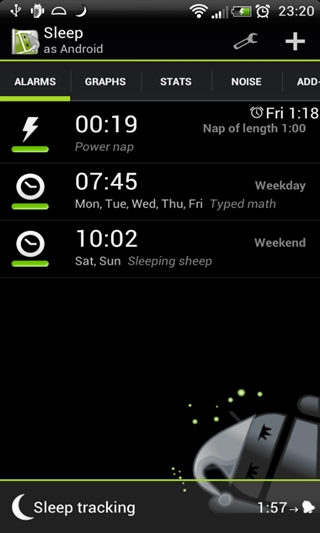 23:20
Sleep
as Android
ALARMS GRAPHS STATS NOISE ADD-
Fri 1:18
00:19 Nap of length 1:00
Power nap
07:45 Weekday
Mon, Tue, Wed, Thu, Fri Typed math
10:02 Weekend
Sat, Sun Sleeping sheep
Sleep tracking 1:57→